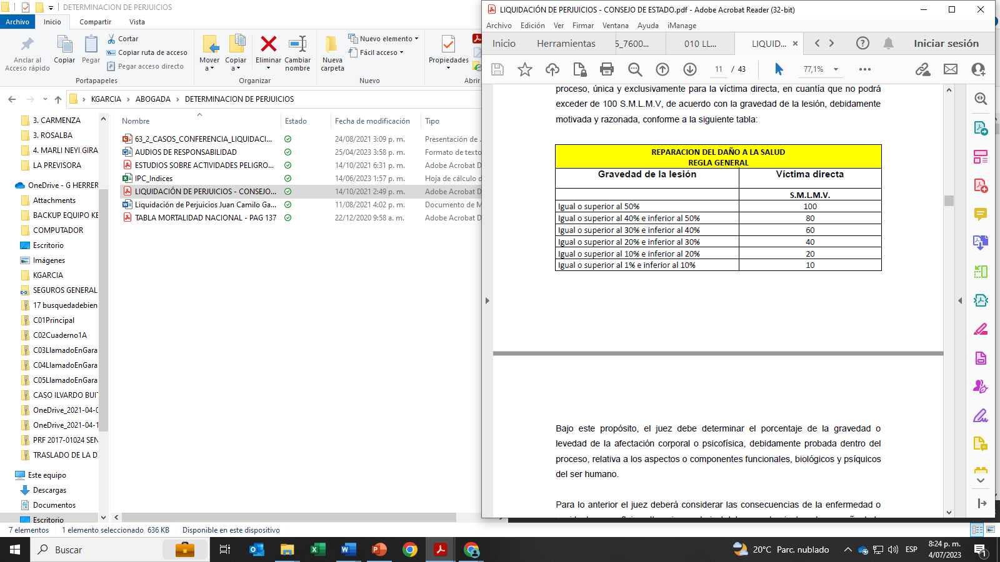 DETERMINACION DE PERJUICIOS
Archivo
Inicio
Compartir
Vista
Anclar al
Acceso rápido
Copiar
Pegar
Cortar
Copiar ruta de acceso
Pegar acceso directo
Portapapeles
Mover
a
Copiar
a
Eliminar
Cambiar
nombre
Organizar
Nueva
carpeta
Nuevo elemento
Fácil acceso
Nuevo
Propiedades
Abrir
KGARCIA
ABOGADA
DETERMINACION DE PERJUICIOS
3. CARMENZA
3. ROSALBA
4. MARLI NEYI GIRA
LA PREVISORA
OneDrive - G HERRER
Attachments
BACKUP EQUIPO KE
COMPUTADOR
Escritorio
Imágenes
KGARCIA
SEGUROS GENERAL
17 busquedadebien
C01Principal
C02Cuaderno1A
C03LlamadoEnGara
C04LlamadoEnGara
C05LlamadoEnGara
CASO ILVARDO BUIT
OneDrive_2021-04-0
OneDrive_2021-04-1
PRF 2017-01024 SEN
TRASLADO DE LA D
Este equipo
Descargas
Documentos
Escritorio
Nombre Estado Fecha de modificación Tipo
63_2_CASOS_CONFERENCIA_LIQUIDACI... 24/08/2021 3:09 p. m. Presentación de .
AUDIOS DE RESPONSABILIDAD 25/04/2023 3:58 p. m. Formato de texto
ESTUDIOS SOBRE ACTIVIDADES PELIGRO... 14/10/2021 6:31 p. m. Adobe Acrobat D
IPC_Indices 14/06/2023 1:57 p. m. Hoja de cálculo d
LIQUIDACIÓN DE PERJUICIOS - CONSEJO... 14/10/2021 2:49 p. m. Adobe Acrobat D
Liquidación de Perjuicios Juan Camilo Ga... 11/08/2021 4:02 p. m. Documento de M
TABLA MORTALIDAD NACIONAL - PAG 137 22/12/2020 9:58 a. m. Adobe Acrobat D
7 elementos 1 elemento seleccionado 636 KB Disponible en este dispositivo
LIQUIDACIÓN DE PERJUICIOS - CONSEJO DE ESTADO.pdf - Adobe Acrobat Reader (32-bit)
Archivo Edición Ver Firmar Ventana Ayuda iManage
Inicio Herramientas 5_7600... 010 LL... LIQUID... × Iniciar sesión
11 / 43 77,1%
proceso, única y exclusivamente para la víctima directa, en cuantía que no podrá
exceder de 100 S.M.L.M.V, de acuerdo con la gravedad de la lesión, debidamente
motivada y razonada, conforme a la siguiente tabla:
REPARACION DEL DAÑO A LA SALUD
REGLA GENERAL
Gravedad de la lesión Víctima directa
S.M.L.M.V.
Igual o superior al 50% 100
Igual o superior al 40% e inferior al 50% 80
Igual o superior al 30% e inferior al 40% 60
Igual o superior al 20% e inferior al 30% 40
Igual o superior al 10% e inferior al 20% 20
Igual o superior al 1% e inferior al 10% 10
Bajo este propósito, el juez debe determinar el porcentaje de la gravedad o
levedad de la afectación corporal o psicofísica, debidamente probada dentro del
proceso, relativa a los aspectos o componentes funcionales, biológicos y psíquicos
del ser humano.
Para lo anterior el juez deberá considerar las consecuencias de la enfermedad o
Buscar
20°C Parc. nublado
ESP
8:24 p. m.
4/07/2023
1